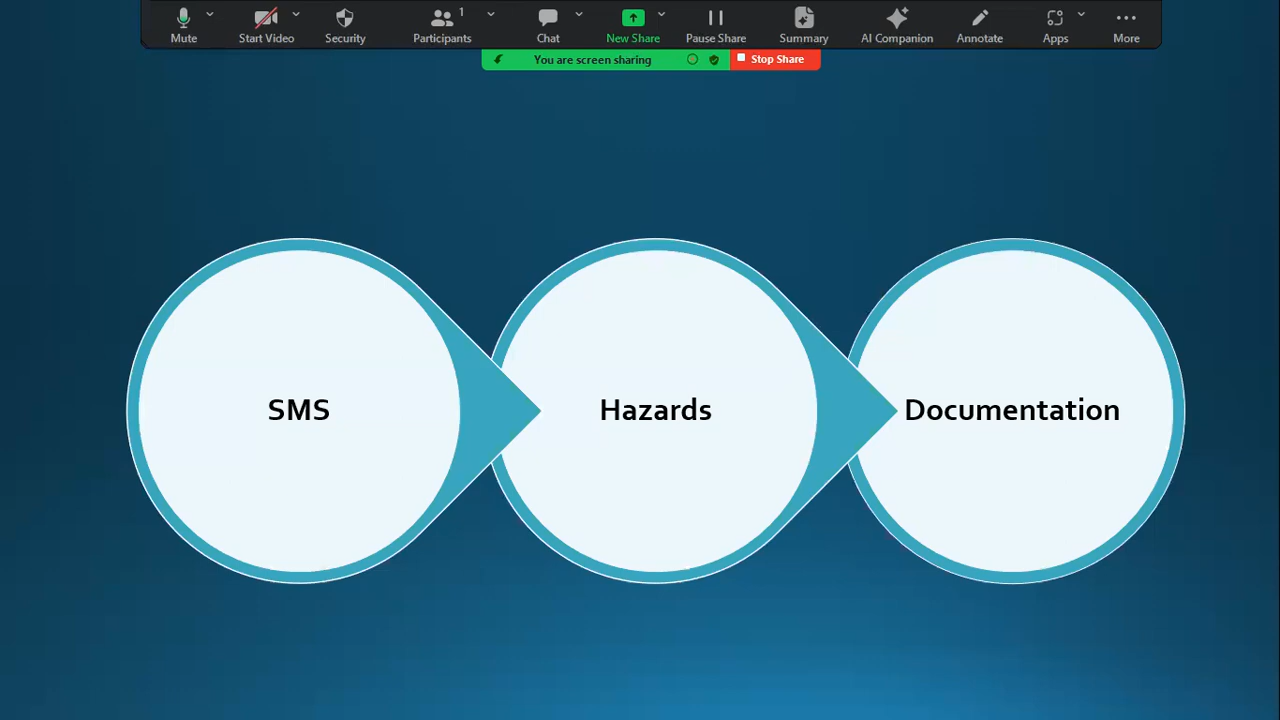 Mute
Start Video
Security
Participants
1
Chat
New Share
Pause Share
Summary
AI Companion
Annotate
Apps
More
You are screen sharing
Stop Share
SMS
Hazards
Documentation